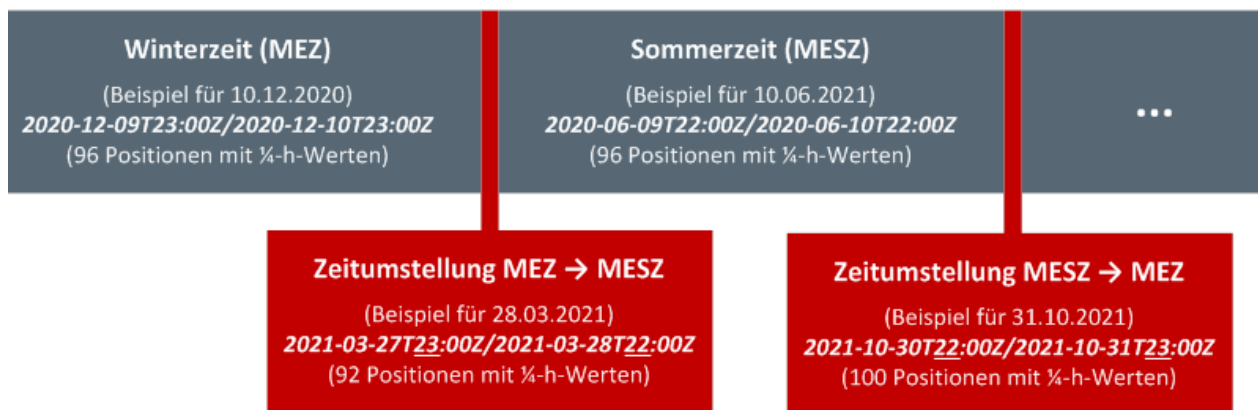 Winterzeit (MEZ)
(Beispiel für 10.12.2020)
2020-12-09T23:00Z/2020-12-10T23:00Z
(96 Positionen mit ¼-h-Werten)
Sommerzeit (MESZ)
(Beispiel für 10.06.2021)
2020-06-09T22:00Z/2020-06-10T22:00Z
(96 Positionen mit ¼-h-Werten)
...
Zeitumstellung MEZ → MESZ
(Beispiel für 28.03.2021)
2021-03-27T23:00Z/2021-03-28T22:00Z
(92 Positionen mit ¼-h-Werten)
Zeitumstellung MESZ → MEZ
(Beispiel für 31.10.2021)
2021-10-30T22:00Z/2021-10-31T23:00Z
(100 Positionen mit ¼-h-Werten)